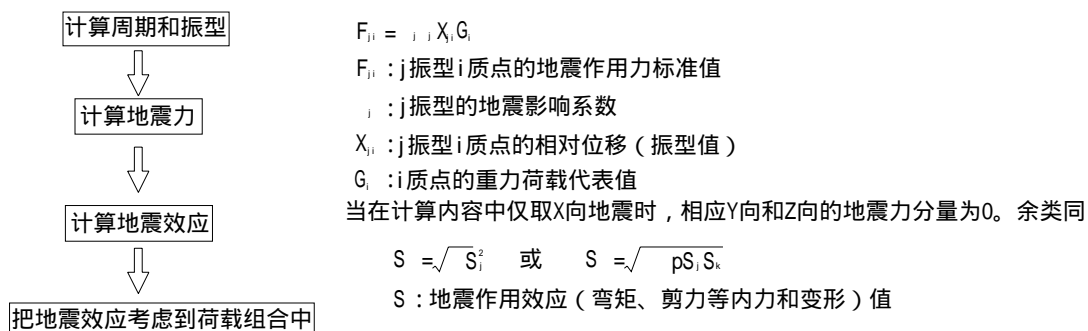 计算周期和振型
计算地震力
计算地震效应
把地震效应考虑到荷载组合中
Fji = j j XjiGi
Fji：j振型i质点的地震作用力标准值
j：j振型的地震影响系数
Xji：j振型i质点的相对位移（振型值）
Gi：i质点的重力荷载代表值
当在计算内容中仅取X向地震时，相应Y向和Z向的地震力分量为0。余类同
S =√ Sj² 或 S =√ pSjSk
S：地震作用效应（弯矩、剪力等内力和变形）值